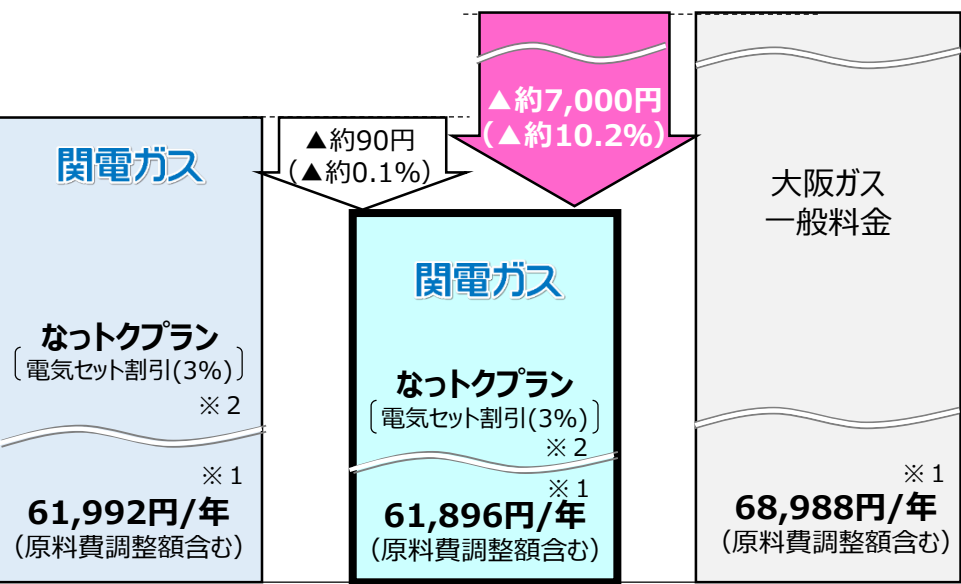 ▲約7,000円
(▲約10.2%)
▲約90円
(▲約0.1%)
関電ガス
なっトクプラン
電気セット割引(3%)
※2
※1
61,992円/年
(原料費調整額含む)
関電ガス
なっトクプラン
電気セット割引(3%)
※2
※1
61,896円/年
(原料費調整額含む)
大阪ガス
一般料金
※1
68,988円/年
(原料費調整額含む)